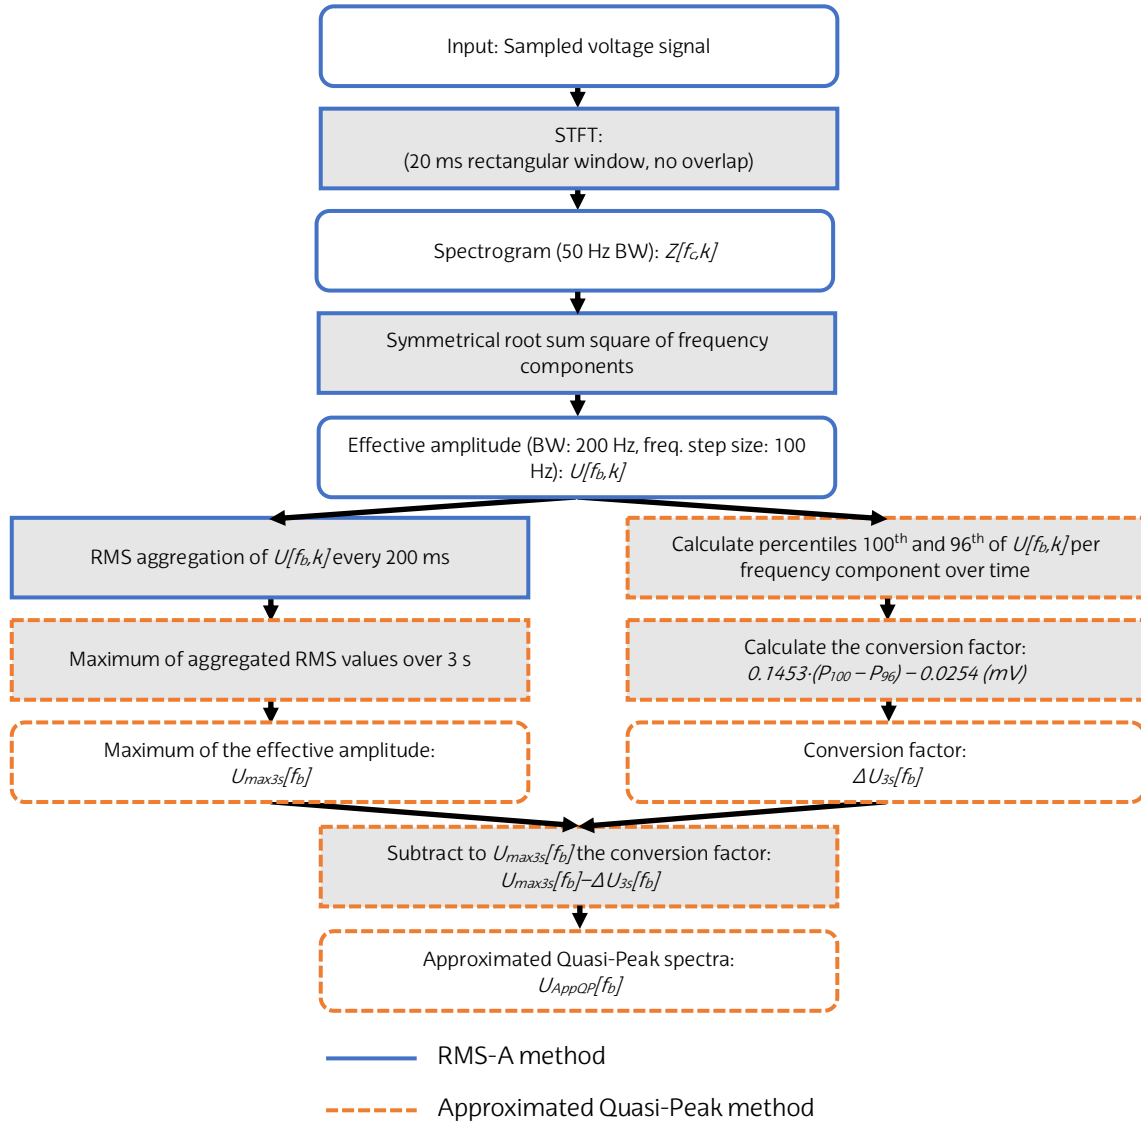 Input: Sampled voltage signal
STFT:
(20 ms rectangular window, no overlap)
Spectrogram (50 Hz BW): Z[fc,k]
Symmetrical root sum square of frequency
components
Effective amplitude (BW: 200 Hz, freq. step size: 100
Hz): U[fb,k]
RMS aggregation of U[fb,k] every 200 ms
Calculate percentiles 100th and 96th of U[fb,k] per
frequency component over time
Maximum of aggregated RMS values over 3 s
Calculate the conversion factor:
0.1453·(P100 – P96) – 0.0254 (mV)
Maximum of the effective amplitude:
Umax3s[fb]
Conversion factor:
ΔU3s[fb]
Subtract to Umax3s[fb] the conversion factor:
Umax3s[fb]–ΔU3s[fb]
Approximated Quasi-Peak spectra:
UAppQP[fb]
RMS-A method
Approximated Quasi-Peak method